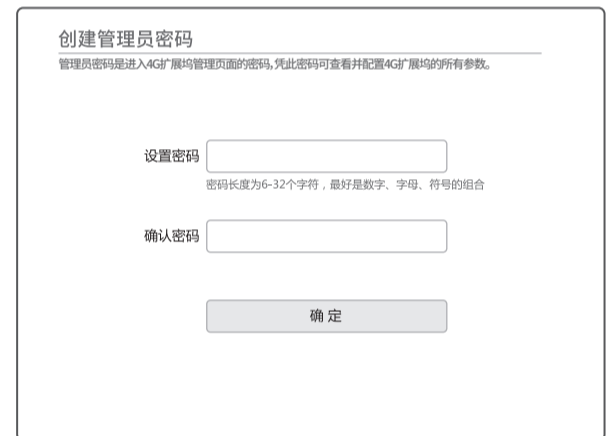 创建管理员密码
管理员密码是进入4G扩展坞管理页面的密码,凭此密码可查看并配置4G扩展坞的所有参数。
设置密码
密码长度为6-32个字符，最好是数字、字母、符号的组合
确认密码
确 定